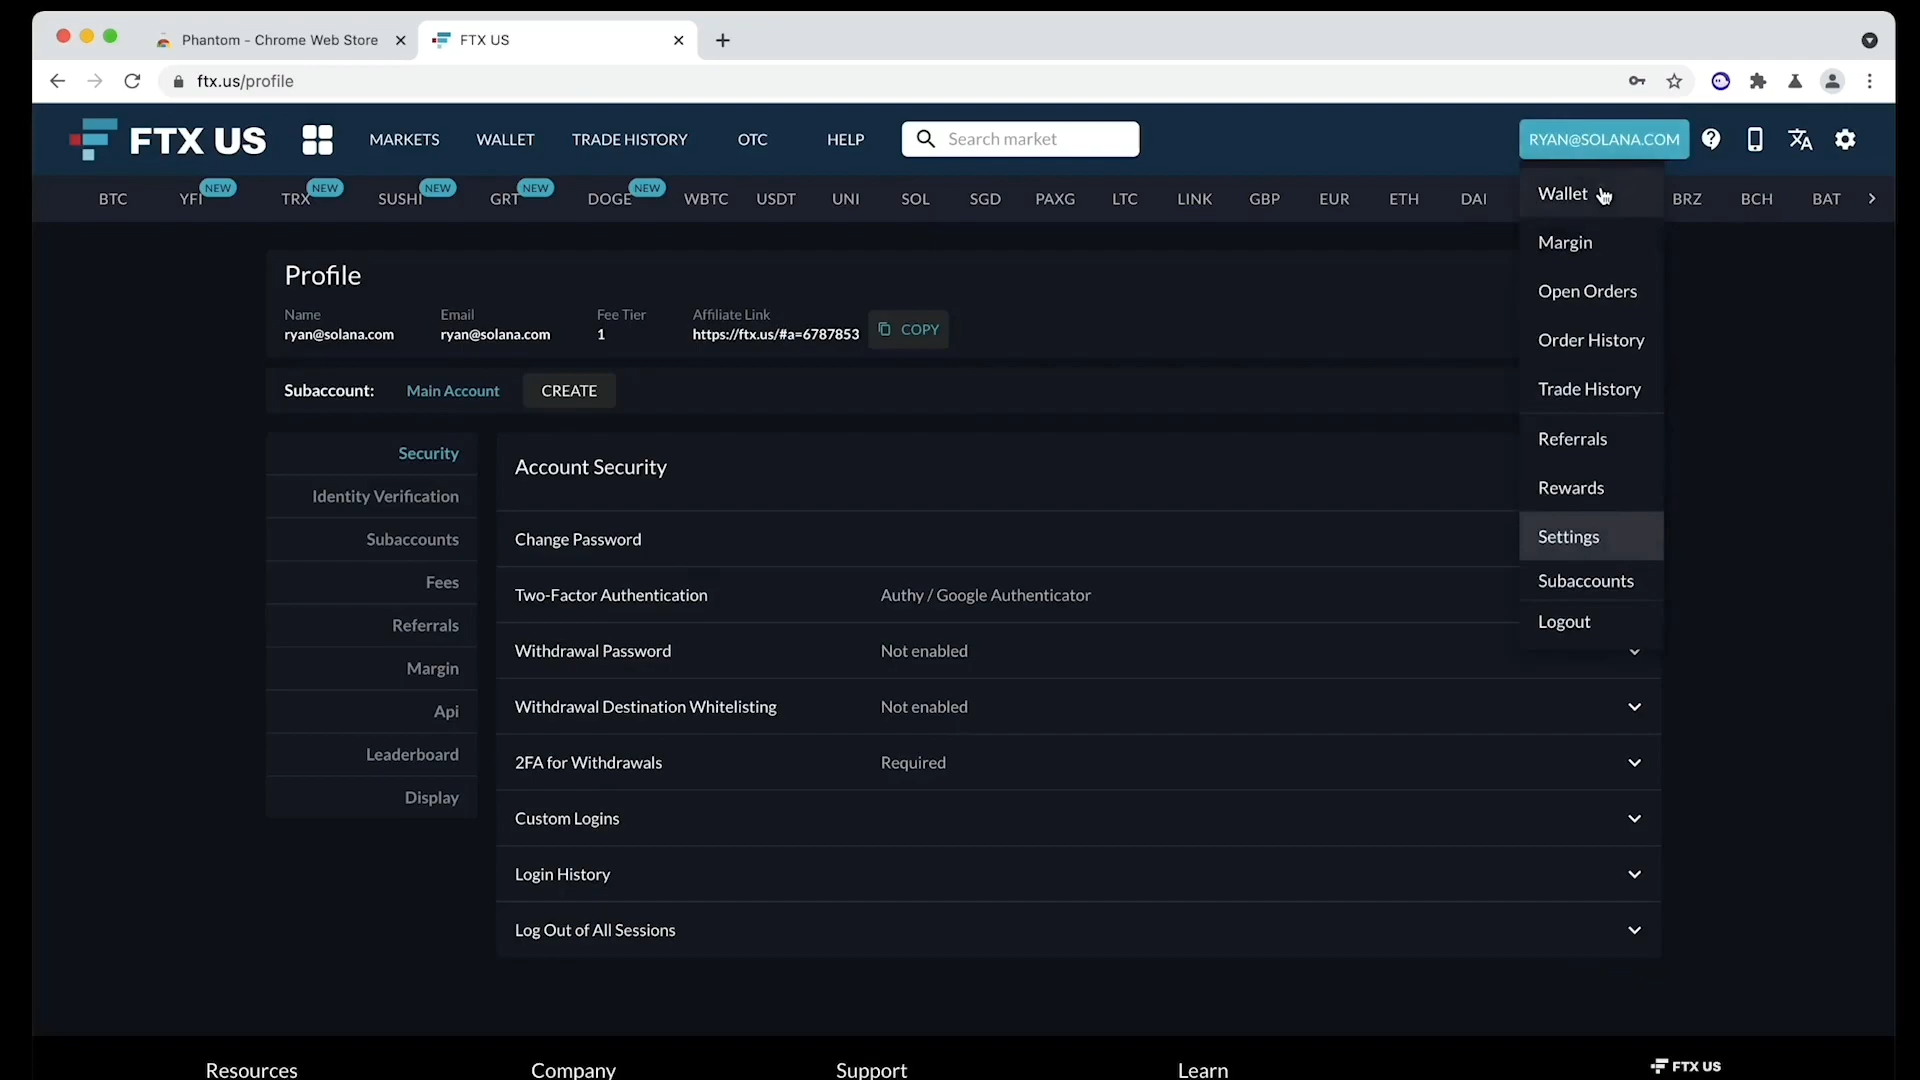 Phantom - Chrome Web Store
FTX US
ftx.us/profile
FTX US
MARKETS
WALLET
TRADE HISTORY
OTC
HELP
Search market
RYAN@SOLANA.COM
BTC
YFI NEW
TRX NEW
SUSHI NEW
GRT NEW
DOGE NEW
WBTC
USDT
UNI
SOL
SGD
PAXG
LTC
LINK
GBP
EUR
ETH
DAI
BRZ
BCH
BAT
Wallet
Margin
Open Orders
Order History
Trade History
Referrals
Rewards
Settings
Subaccounts
Logout
Profile
Name
ryan@solana.com
Email
ryan@solana.com
Fee Tier
1
Affiliate Link
https://ftx.us/#a=6787853
COPY
Subaccount:
Main Account
CREATE
Security
Identity Verification
Subaccounts
Fees
Referrals
Margin
Api
Leaderboard
Display
Account Security
Change Password
Two-Factor Authentication
Authy / Google Authenticator
Withdrawal Password
Not enabled
Withdrawal Destination Whitelisting
Not enabled
2FA for Withdrawals
Required
Custom Logins
Login History
Log Out of All Sessions
Resources
Company
Support
Learn
FTX US